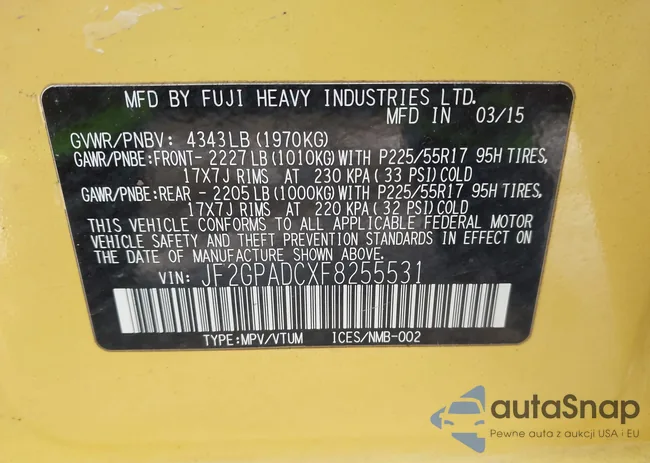 MFD BY FUJI HEAVY INDUSTRIES LTD.
MFD IN 03/15
GVWR/PNBV: 4343LB (1970KG)
GAWR/PNBE:FRONT- 2227 LB (1010KG) WITH P225/55R17 95H TIRES,
17X7J RIMS AT 230 KPA (33 PSI) COLD
GAWR/PNBE:REAR - 2205 LB (1000KG) WITH P225/55R17 95H TIRES,
17X7J RIMS AT 220 KPA (32 PSI) COLD
THIS VEHICLE CONFORMS TO ALL APPLICABLE FEDERAL MOTOR
VEHICLE SAFETY AND THEFT PREVENTION STANDARDS IN EFFECT ON
THE DATE OF MANUFACTURE SHOWN ABOVE.
VIN: JF2GPADCXF8255531
TYPE:MPV/VTUM ICES/NMB-002
autaSnap
Pewne auta z aukcji USA i EU